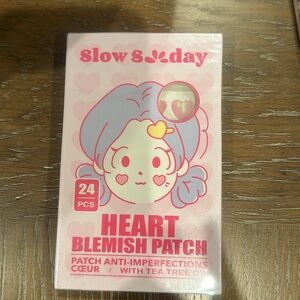 slow sunday
24
PCS
HEART
BLEMISH PATCH
PATCH ANTI-IMPERFECTIONS
CŒUR / WITH TEA TREE OIL